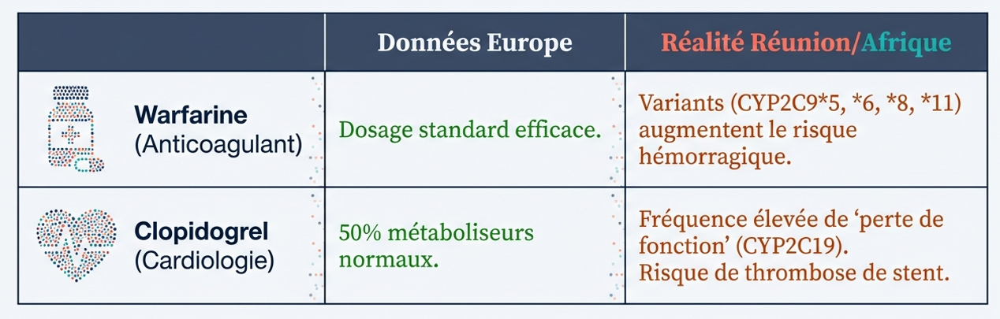 Données Europe
Réalité Réunion/Afrique
Warfarine
(Anticoagulant)
Dosage standard efficace.
Variants (CYP2C9*5, *6, *8, *11)
augmentent le risque
hémorragique.
Clopidogrel
(Cardiologie)
50% métaboliseurs
normaux.
Fréquence élevée de ‘perte de
fonction’ (CYP2C19).
Risque de thrombose de stent.